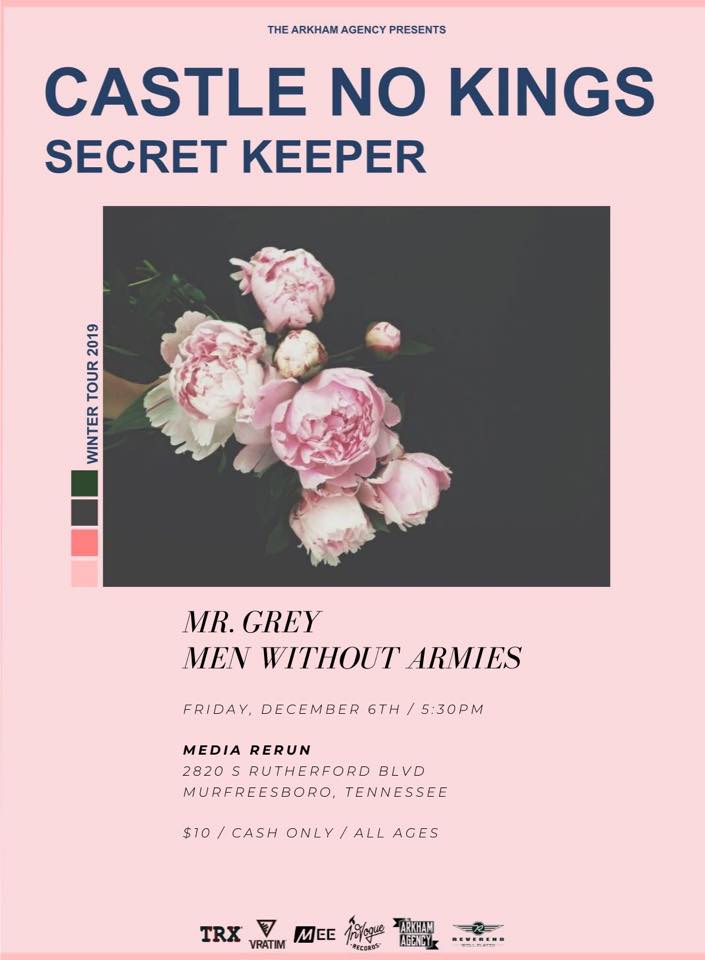 THE ARKHAM AGENCY PRESENTS
CASTLE NO KINGS
SECRET KEEPER
WINTER TOUR 2019
MR. GREY
MEN WITHOUT ARMIES
FRIDAY, DECEMBER 6TH / 5:30PM
MEDIA RERUN
2820 S RUTHERFORD BLVD
MURFREESBORO, TENNESSEE
$10 / CASH ONLY / ALL AGES
TRX
VRATIM
MEE
InVogue
RECORDS
THE
ARKHAM
AGENCY
REVEREND